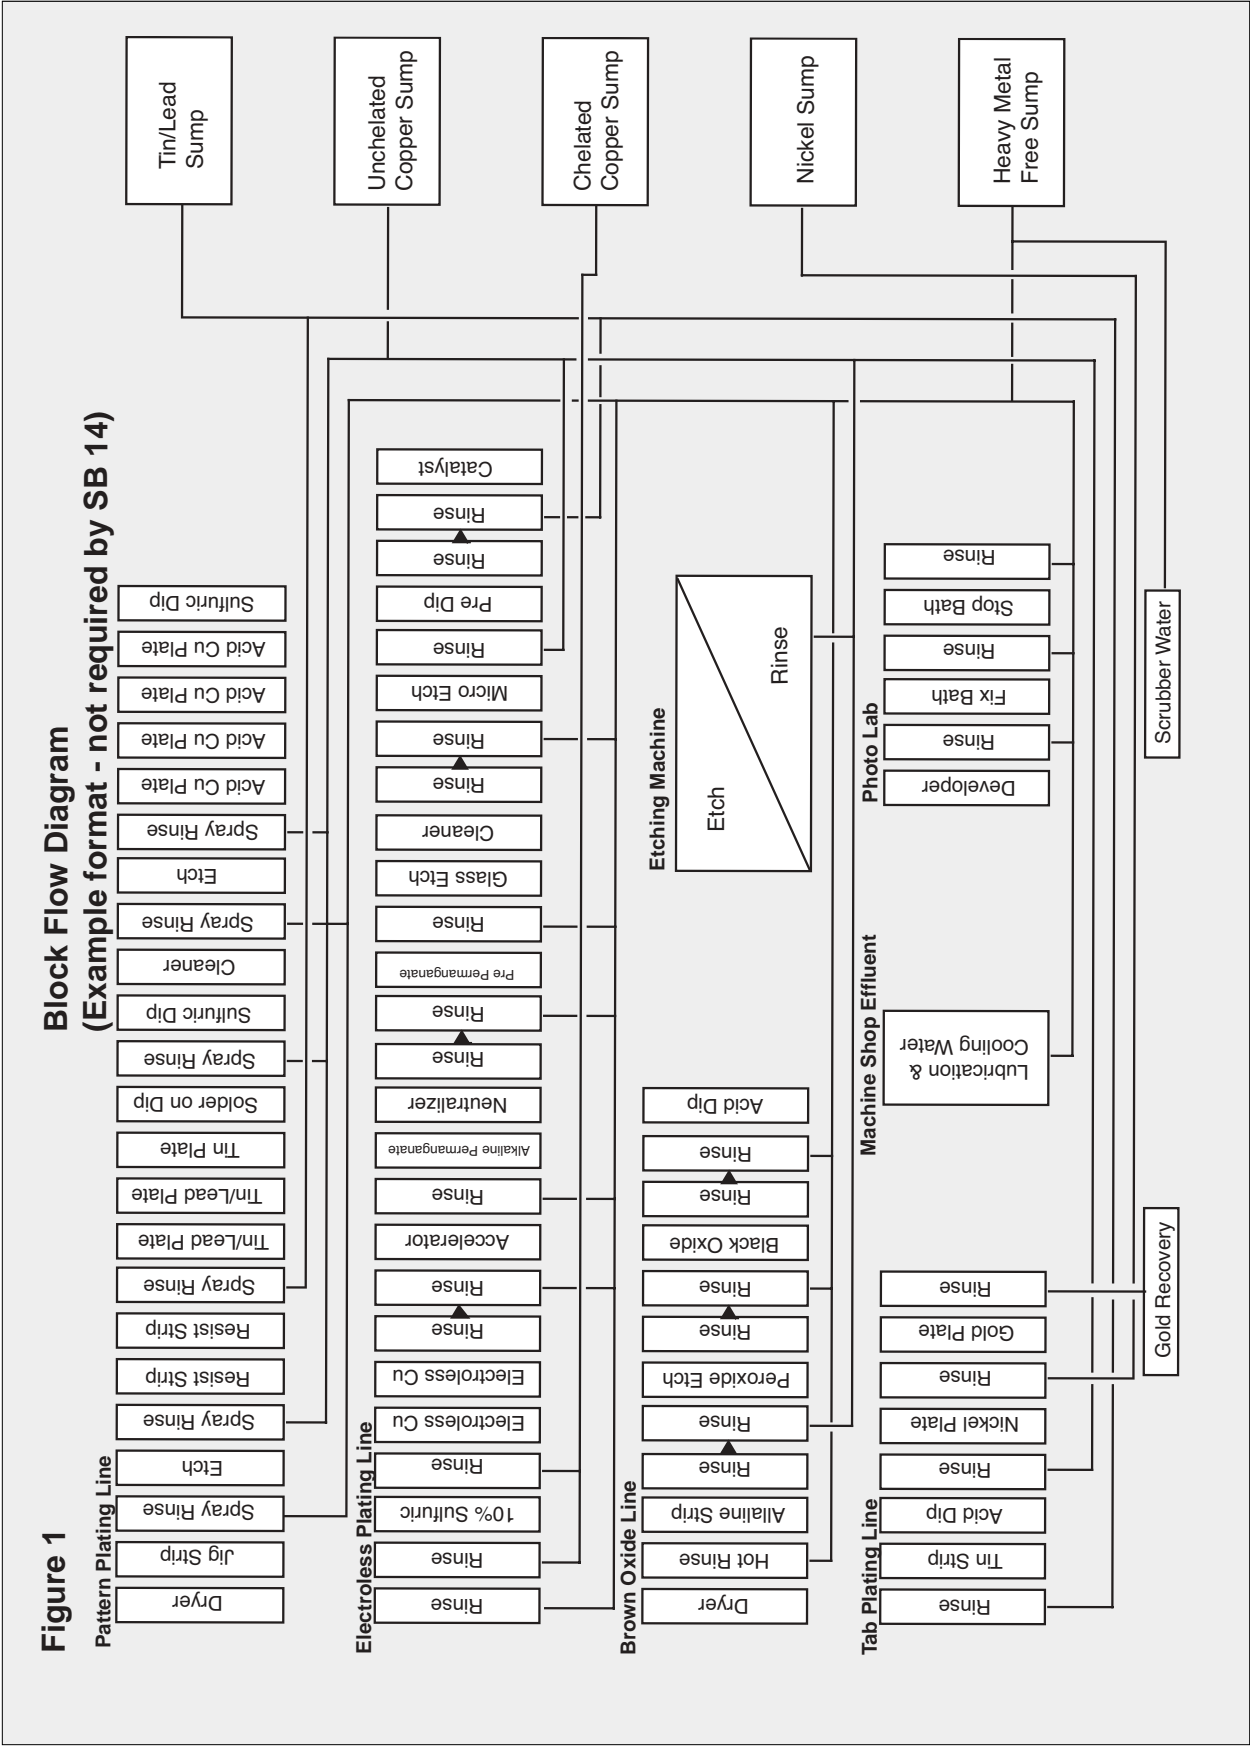 Figure 1
Block Flow Diagram
(Example format - not required by SB 14)
Pattern Plating Line
Dryer
Jig Strip
Spray Rinse
Etch
Spray Rinse
Resist Strip
Resist Strip
Spray Rinse
Tin/Lead Plate
Tin/Lead Plate
Tin Plate
Solder on Dip
Spray Rinse
Sulfuric Dip
Cleaner
Spray Rinse
Etch
Spray Rinse
Acid Cu Plate
Acid Cu Plate
Acid Cu Plate
Acid Cu Plate
Sulfuric Dip
Electroless Plating Line
Rinse
Rinse
10% Sulfuric
Rinse
Electroless Cu
Electroless Cu
Rinse
Rinse
Accelerator
Rinse
Alkaline Permanganate
Neutralizer
Rinse
Rinse
Pre Permanganate
Rinse
Glass Etch
Cleaner
Rinse
Rinse
Micro Etch
Rinse
Pre Dip
Rinse
Rinse
Catalyst
Brown Oxide Line
Dryer
Hot Rinse
Allaline Strip
Rinse
Rinse
Peroxide Etch
Rinse
Rinse
Black Oxide
Rinse
Rinse
Acid Dip
Etching Machine
Etch
Rinse
Tab Plating Line
Rinse
Tin Strip
Acid Dip
Rinse
Nickel Plate
Rinse
Gold Plate
Rinse
Machine Shop Effluent
Lubrication &
Cooling Water
Photo Lab
Developer
Rinse
Fix Bath
Rinse
Stop Bath
Rinse
Gold Recovery
Scrubber Water
Tin/Lead
Sump
Unchelated
Copper Sump
Chelated
Copper Sump
Nickel Sump
Heavy Metal
Free Sump